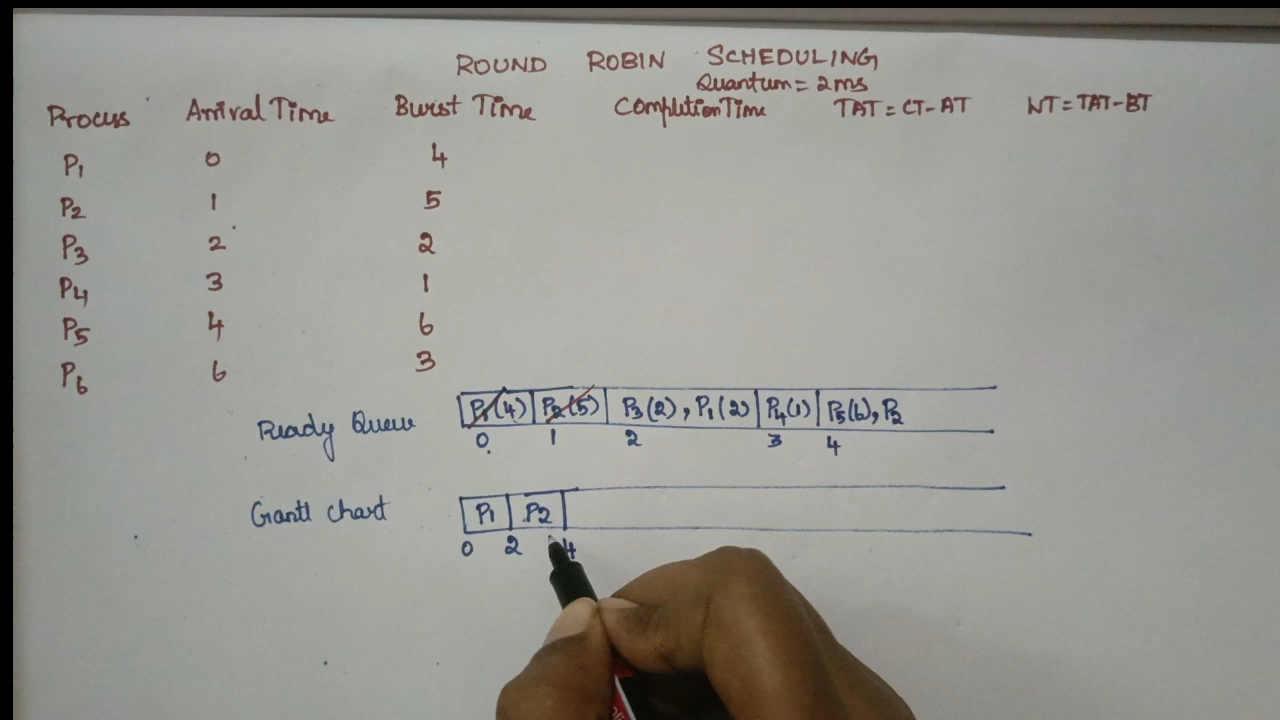 ROUND ROBIN SCHEDULING
Quantum = 2ms
Process Arrival Time Burst Time Completion Time TAT = CT - AT WT = TAT - BT
P1 0 4
P2 1 5
P3 2 2
P4 3 1
P5 4 6
P6 6 3
Ready Queue P1(4) P2(5) P3(2), P1(2) P4(1) P5(6), P2
0 1 2 3 4
Gantt chart P1 P2
0 2 4